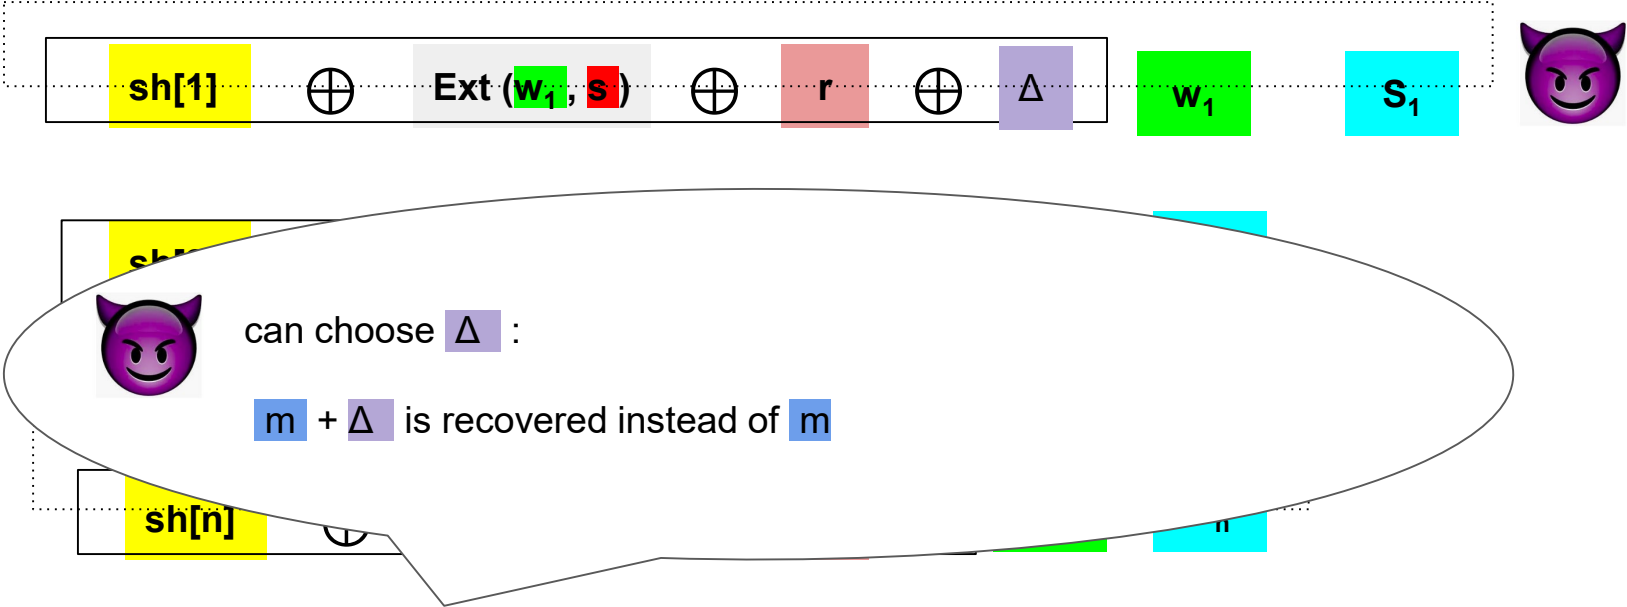 sh[1] ⊕ Ext (w₁ , s ) ⊕ r ⊕ Δ w₁ S₁
can choose Δ :
m + Δ is recovered instead of m
sh[n] ⊕ n